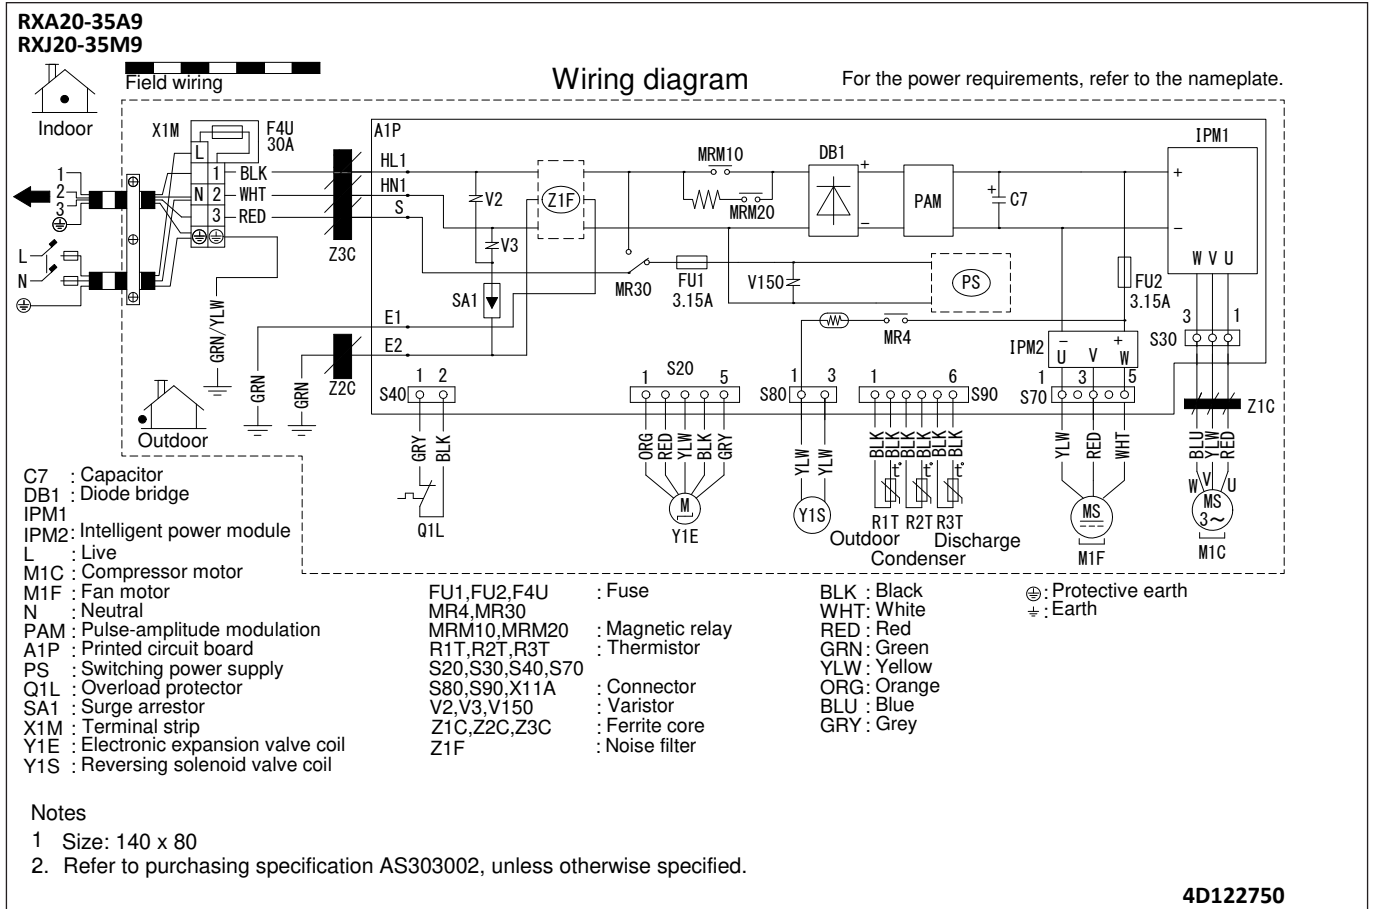 RXA20-35A9
RXJ20-35M9
Field wiring
Wiring diagram
For the power requirements, refer to the nameplate.
Indoor
X1M
F4U
30A
A1P
IPM1
L
HL1
MRM10
DB1
+
1
BLK
HN1
Z1F
PAM
+
C7
+
1
2
3
N
2
WHT
S
V2
MRM20
−
−
3
RED
V3
L
N
Z3C
MR30
FU1
3.15A
V150
PS
FU2
3.15A
W V U
SA1
E1
MR4
3
1
S30
GRN/YLW
E2
IPM2
−
+
U
V
W
GRN
GRN
Z2C
S40
1
2
1
S20
5
S80
1
3
1
6
S90
S70
1
3
5
Z1C
Outdoor
GRY
BLK
ORG
RED
YLW
BLK
GRY
YLW
YLW
BLK
BLK
BLK
BLK
BLK
BLK
YLW
RED
WHT
BLU
YLW
RED
t°
t°
t°
W
V
U
Q1L
M
Y1E
Y1S
R1T
R2T
R3T
Outdoor
Condenser
Discharge
MS
M1F
MS
3~
M1C
C7 : Capacitor
DB1 : Diode bridge
IPM1
IPM2 : Intelligent power module
L : Live
M1C : Compressor motor
M1F : Fan motor
N : Neutral
PAM : Pulse-amplitude modulation
A1P : Printed circuit board
PS : Switching power supply
Q1L : Overload protector
SA1 : Surge arrestor
X1M : Terminal strip
Y1E : Electronic expansion valve coil
Y1S : Reversing solenoid valve coil
FU1,FU2,F4U : Fuse
MR4,MR30
MRM10,MRM20 : Magnetic relay
R1T,R2T,R3T : Thermistor
S20,S30,S40,S70
S80,S90,X11A : Connector
V2,V3,V150 : Varistor
Z1C,Z2C,Z3C : Ferrite core
Z1F : Noise filter
BLK : Black
WHT : White
RED : Red
GRN : Green
YLW : Yellow
ORG : Orange
BLU : Blue
GRY : Grey
: Protective earth
: Earth
Notes
1 Size: 140 x 80
2. Refer to purchasing specification AS303002, unless otherwise specified.
4D122750